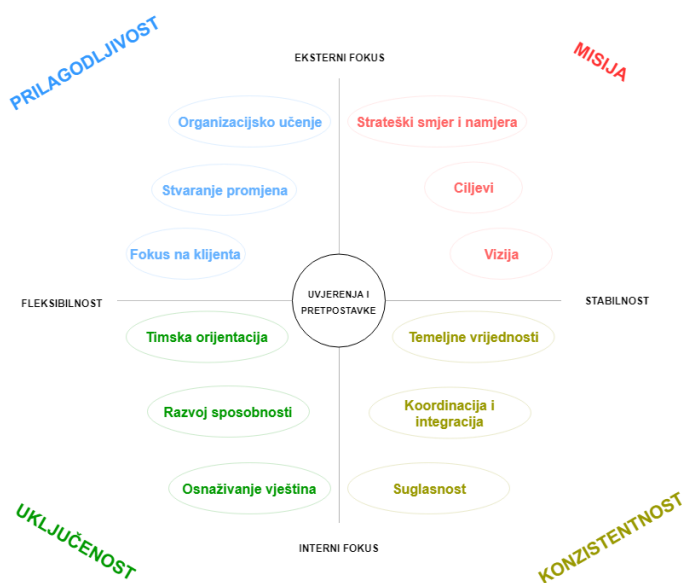 PRILAGODLJIVOST
MISIJA
EKSTERNI FOKUS
Organizacijsko učenje
Strateški smjer i namjera
Stvaranje promjena
Ciljevi
Fokus na klijenta
Vizija
FLEKSIBILNOST
UVJERENJA I
PRETPOSTAVKE
STABILNOST
Timska orijentacija
Temeljne vrijednosti
Razvoj sposobnosti
Koordinacija i
integracija
Osnaživanje vještina
Suglasnost
UKLJUČENOST
INTERNI FOKUS
KONZISTENTNOST